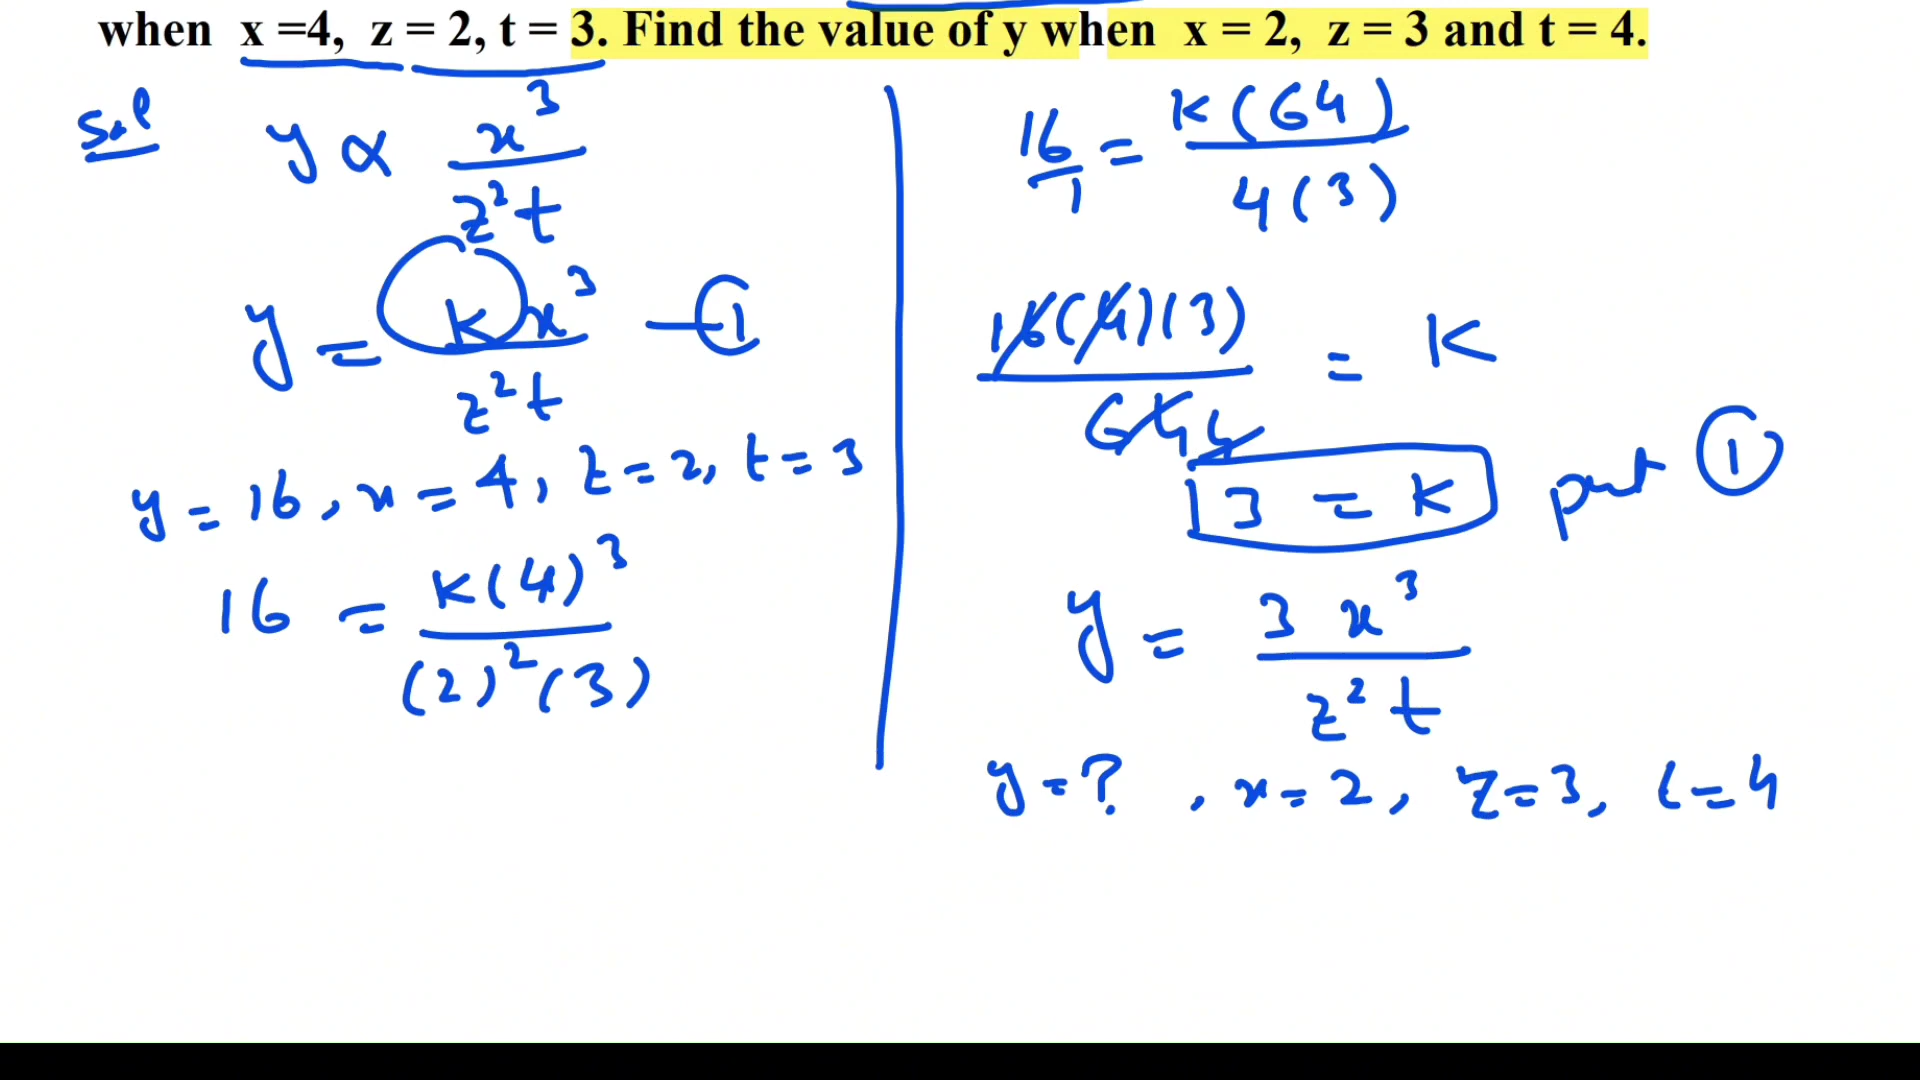 when x =4, z = 2, t = 3. Find the value of y when x = 2, z = 3 and t = 4.
Sol
y ∝ x³ / z²t
y = kx³ / z²t — ①
y = 16, x = 4, z = 2, t = 3
16 = k(4)³ / (2)²(3)
16/1 = k(64) / 4(3)
16(4)(3) / 64 4 = k
3 = k put ①
y = 3x³ / z²t
y = ? , x = 2, z = 3, t = 4